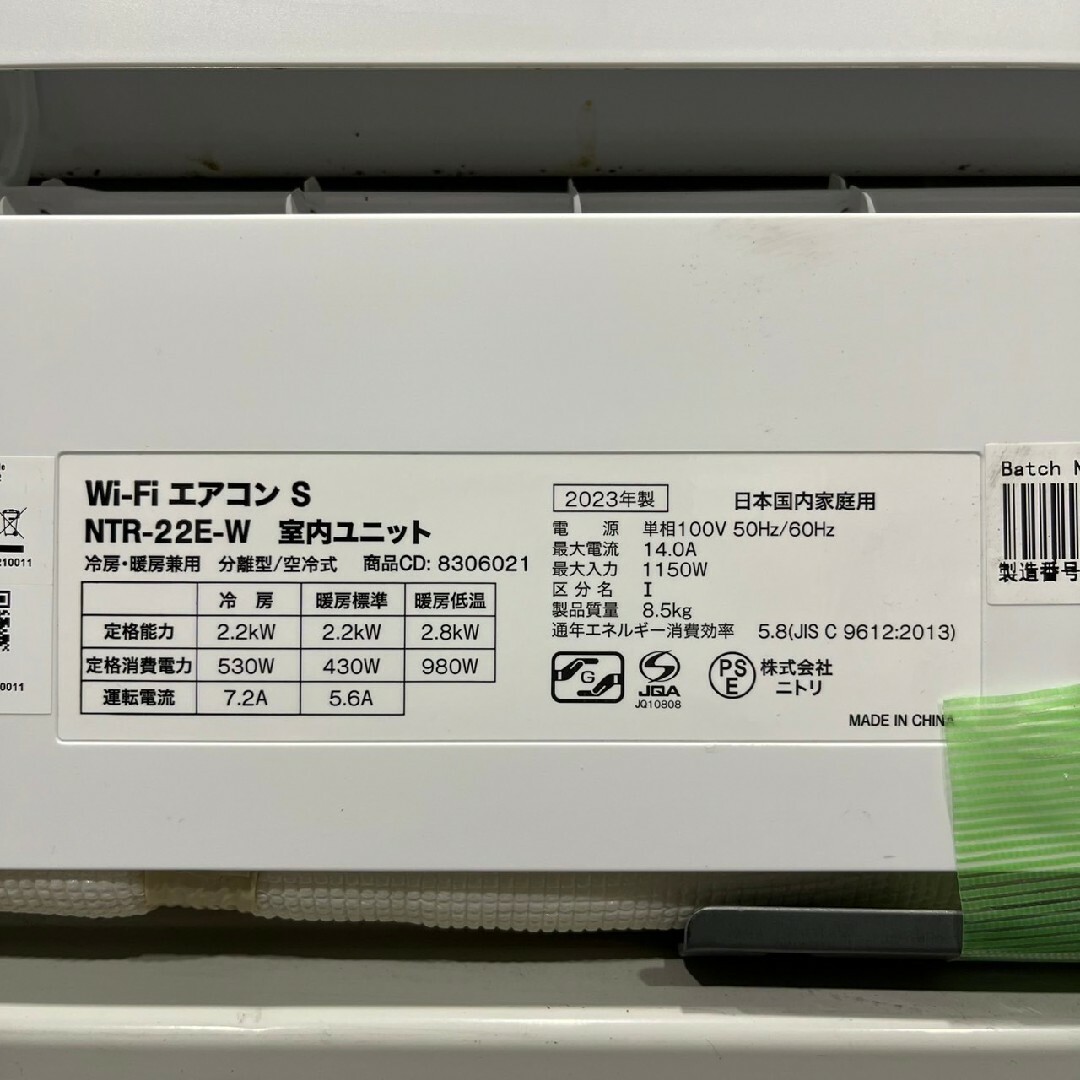 Wi-Fi エアコン S
NTR-22E-W 室内ユニット
冷房・暖房兼用 分離型/空冷式 商品CD: 8306021
冷 房 暖房標準 暖房低温
定格能力 2.2kW 2.2kW 2.8kW
定格消費電力 530W 430W 980W
運転電流 7.2A 5.6A
2023年製 日本国内家庭用
電 源 単相100V 50Hz/60Hz
最大電流 14.0A
最大入力 1150W
区 分 名 I
製品質量 8.5kg
通年エネルギー消費効率 5.8(JIS C 9612:2013)
G
JQA
JQ10808
PS
E
株式会社
ニトリ
MADE IN CHINA
Batch N
製造番号
210011
0011